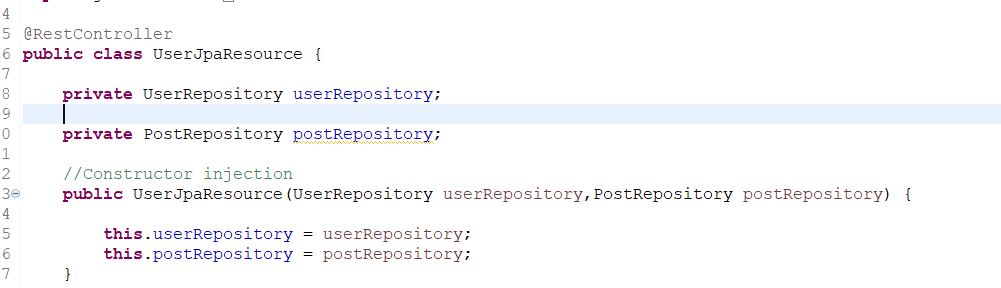 4
5 @RestController
6 public class UserJpaResource {
7
8 private UserRepository userRepository;
9
0 private PostRepository postRepository;
1
2 //Constructor injection
3 public UserJpaResource(UserRepository userRepository,PostRepository postRepository) {
4
5 this.userRepository = userRepository;
6 this.postRepository = postRepository;
7 }